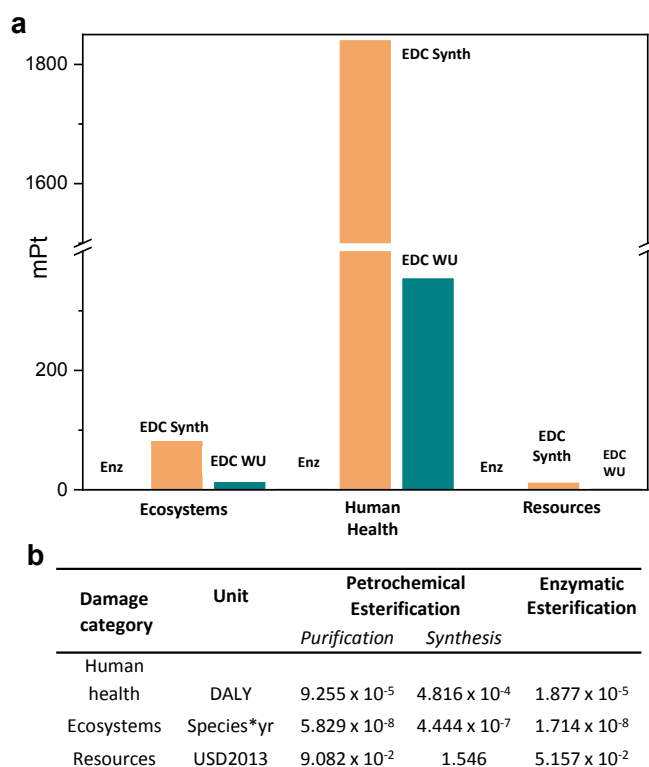 a
1800
1600
mPt
200
0
EDC Synth
EDC WU
EDC Synth
EDC WU
Enz
Enz
Enz
EDC
Synth
EDC
WU
Ecosystems
Human
Health
Resources
b
Damage
category
Unit
Petrochemical
Esterification
Enzymatic
Esterification
Purification Synthesis
Human
health DALY 9.255 x 10⁻⁵ 4.816 x 10⁻⁴ 1.877 x 10⁻⁵
Ecosystems Species*yr 5.829 x 10⁻⁸ 4.444 x 10⁻⁷ 1.714 x 10⁻⁸
Resources USD2013 9.082 x 10⁻² 1.546 5.157 x 10⁻²